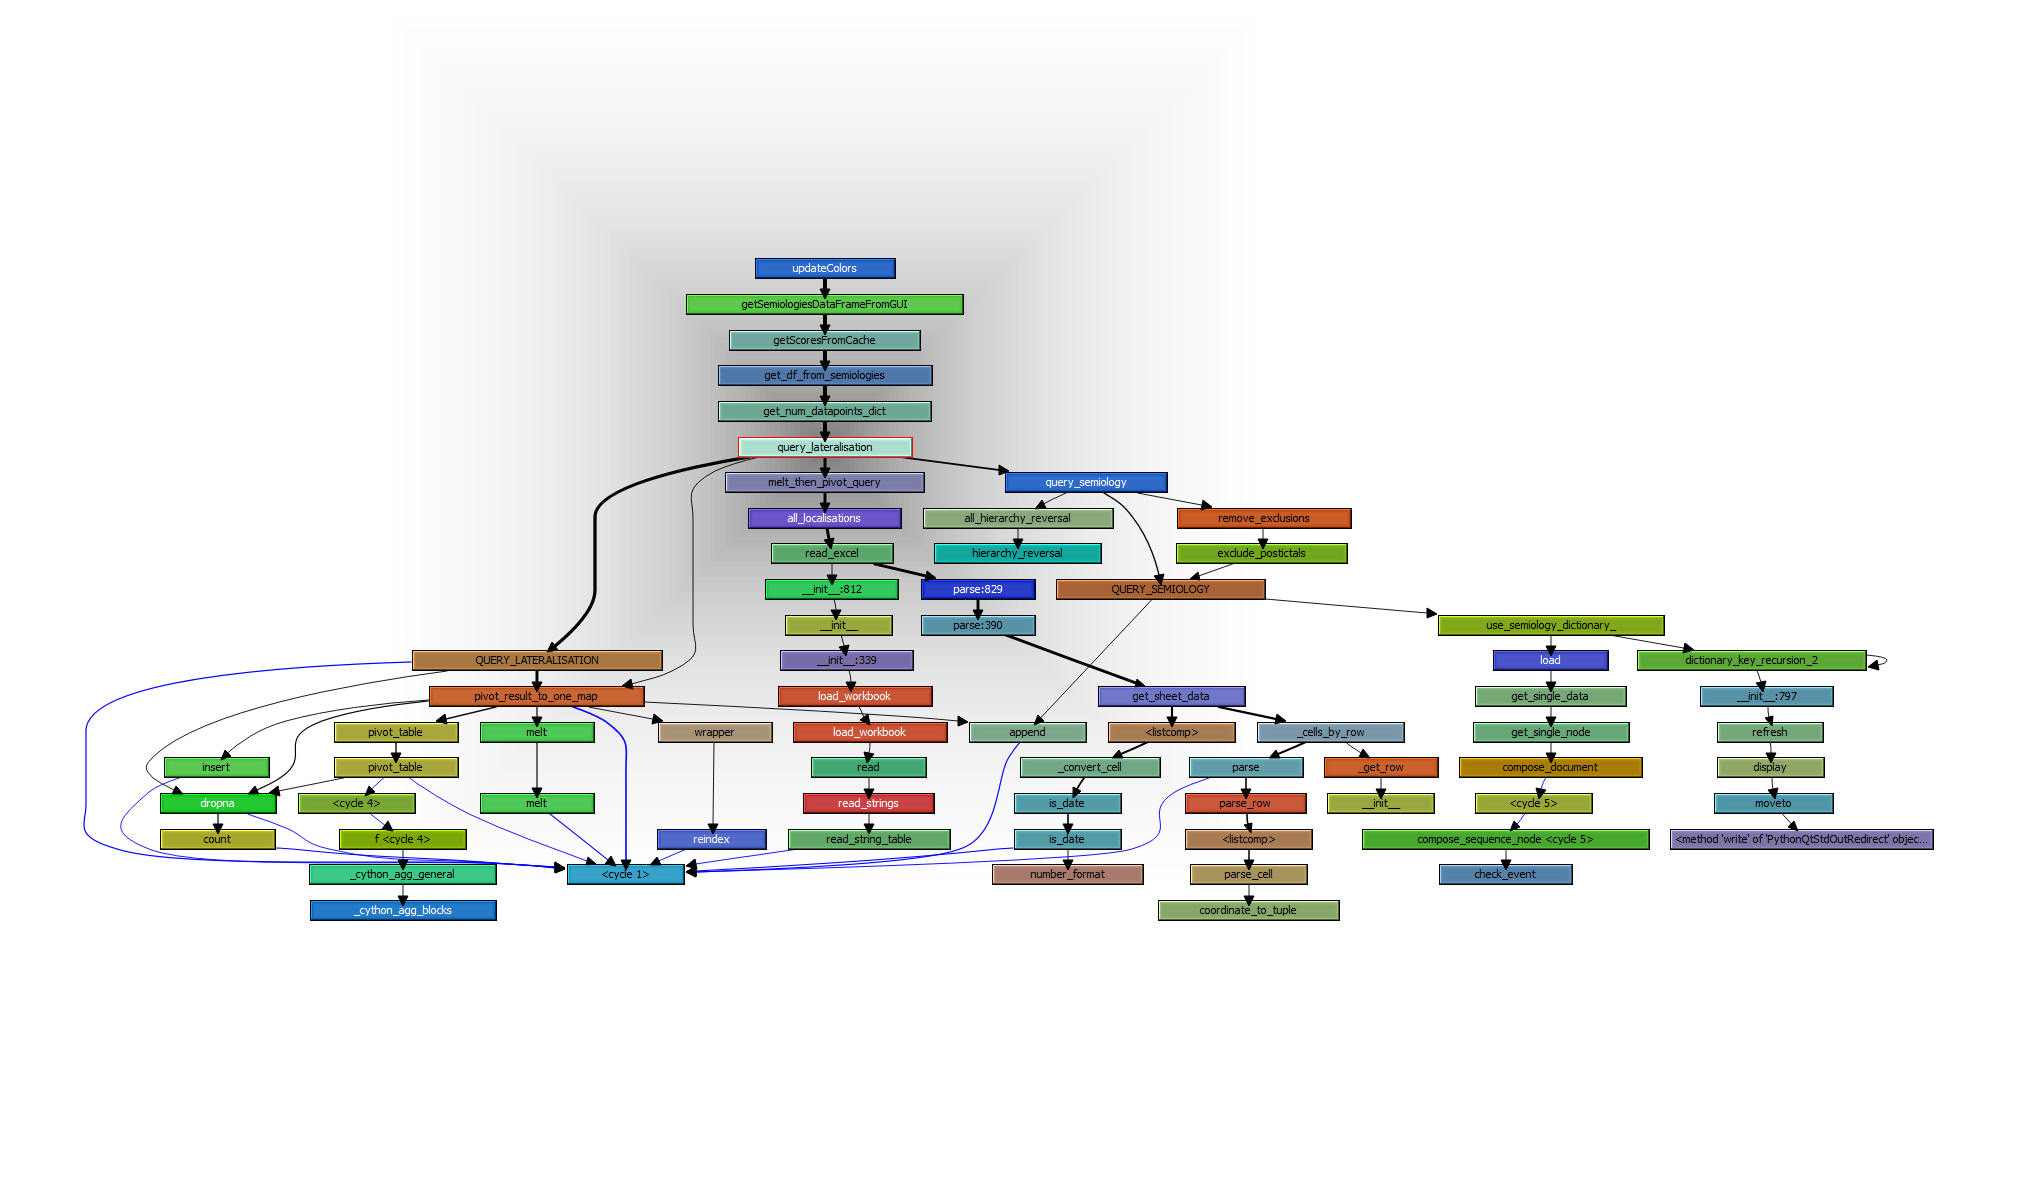 updateColors
getSemiologiesDataFrameFromGUI
getScoresFromCache
get_df_from_semiologies
get_num_datapoints_dict
query_lateralisation
melt_then_pivot_query
query_semiology
all_localisations
all_hierarchy_reversal
remove_exclusions
read_excel
hierarchy_reversal
exclude_postictals
__init__:812
parse:829
QUERY_SEMIOLOGY
__init__
parse:390
use_semiology_dictionary_
QUERY_LATERALISATION
__init__:339
load
dictionary_key_recursion_2
pivot_result_to_one_map
load_workbook
get_sheet_data
get_single_data
__init__:797
pivot_table
melt
wrapper
load_workbook
append
<listcomp>
_cells_by_row
get_single_node
refresh
insert
pivot_table
read
_convert_cell
parse
_get_row
compose_document
display
dropna
<cycle 4>
melt
read_strings
is_date
parse_row
__init__
<cycle 5>
moveto
count
f <cycle 4>
reindex
read_string_table
is_date
<listcomp>
compose_sequence_node <cycle 5>
<method 'write' of 'PythonQtStdOutRedirect' objec...
_cython_agg_general
<cycle 1>
number_format
parse_cell
check_event
_cython_agg_blocks
coordinate_to_tuple